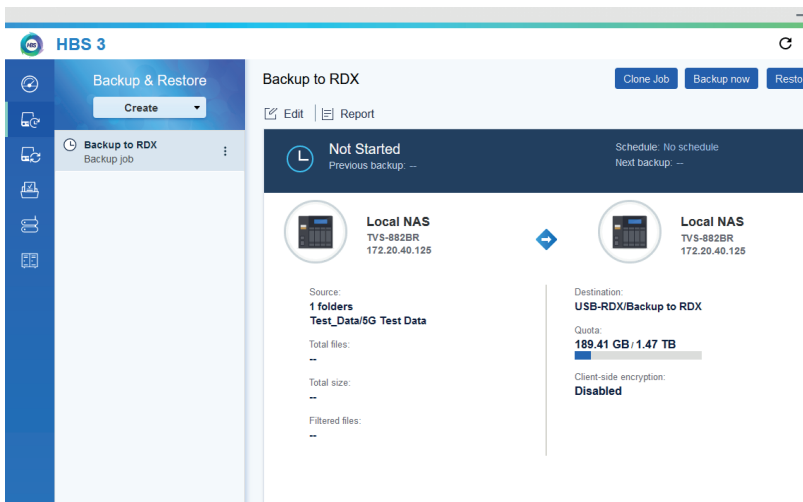 HBS 3
Backup & Restore
Create
Backup to RDX
Backup job
Backup to RDX
Clone Job
Backup now
Resto
Edit
Report
Not Started
Previous backup: --
Schedule: No schedule
Next backup: --
Local NAS
TVS-882BR
172.20.40.125
Local NAS
TVS-882BR
172.20.40.125
Source:
1 folders
Test_Data/5G Test Data
Total files:
--
Total size:
--
Filtered files:
--
Destination:
USB-RDX/Backup to RDX
Quota:
189.41 GB / 1.47 TB
Client-side encryption:
Disabled